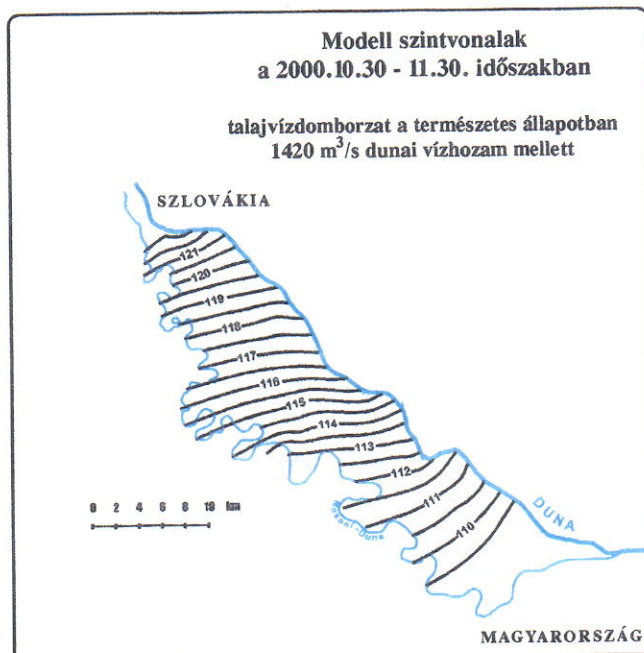 Modell szintvonalak
a 2000.10.30 - 11.30. időszakban
talajvízdomborzat a természetes állapotban
1420 m³/s dunai vízhozam mellett
SZLOVÁKIA
121
120
119
118
117
116
115
114
113
112
111
110
0 2 4 6 8 10 km
Mosoni-Duna
DUNA
MAGYARORSZÁG